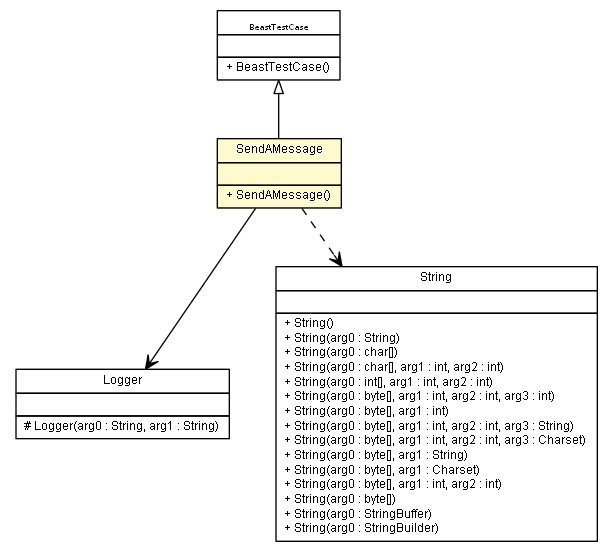 BeastTestCase
+ BeastTestCase()
SendAMessage
+ SendAMessage()
String
+ String()
+ String(arg0 : String)
+ String(arg0 : char[])
+ String(arg0 : char[], arg1 : int, arg2 : int)
+ String(arg0 : int[], arg1 : int, arg2 : int)
+ String(arg0 : byte[], arg1 : int, arg2 : int, arg3 : int)
+ String(arg0 : byte[], arg1 : int)
+ String(arg0 : byte[], arg1 : int, arg2 : int, arg3 : String)
+ String(arg0 : byte[], arg1 : int, arg2 : int, arg3 : Charset)
+ String(arg0 : byte[], arg1 : String)
+ String(arg0 : byte[], arg1 : Charset)
+ String(arg0 : byte[], arg1 : int, arg2 : int)
+ String(arg0 : byte[])
+ String(arg0 : StringBuffer)
+ String(arg0 : StringBuilder)
Logger
# Logger(arg0 : String, arg1 : String)